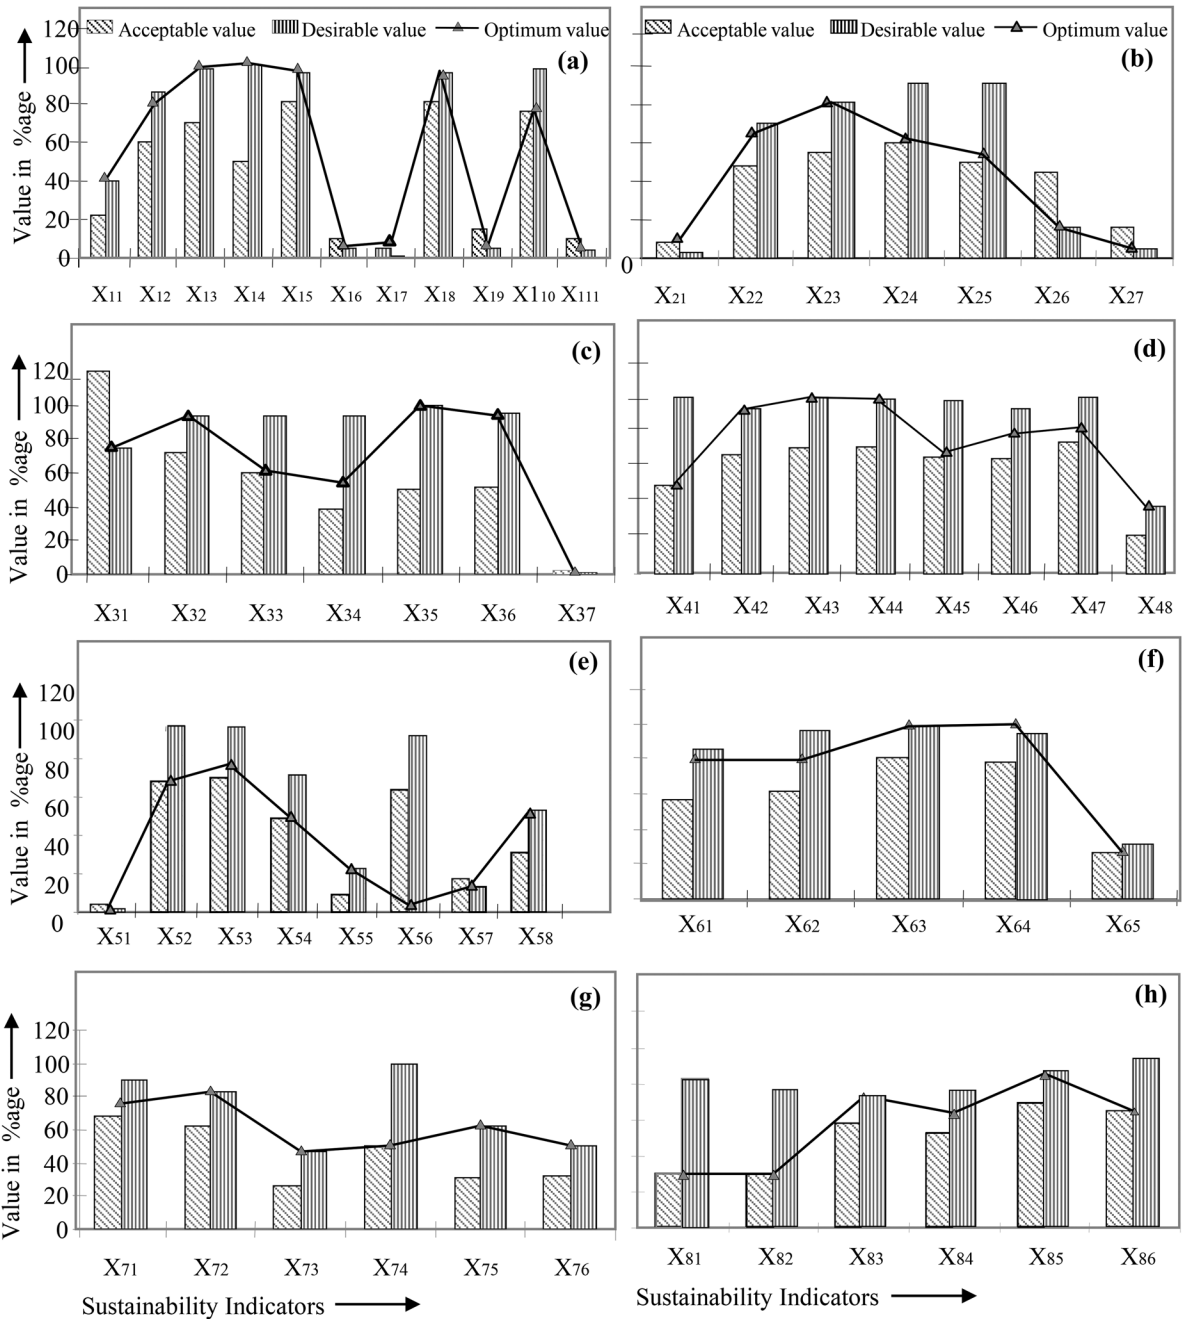 120 Acceptable value Desirable value Optimum value
(a)
100
80
60
40
20
0
Value in %age
X11 X12 X13 X14 X15 X16 X17 X18 X19 X110 X111
Acceptable value Desirable value Optimum value
(b)
0
X21 X22 X23 X24 X25 X26 X27
(c)
120
100
80
60
40
20
0
Value in %age
X31 X32 X33 X34 X35 X36 X37
(d)
X41 X42 X43 X44 X45 X46 X47 X48
(e)
120
100
80
60
40
20
0
Value in %age
X51 X52 X53 X54 X55 X56 X57 X58
(f)
X61 X62 X63 X64 X65
(g)
120
100
80
60
40
20
0
Value in %age
X71 X72 X73 X74 X75 X76
Sustainability Indicators
(h)
X81 X82 X83 X84 X85 X86
Sustainability Indicators